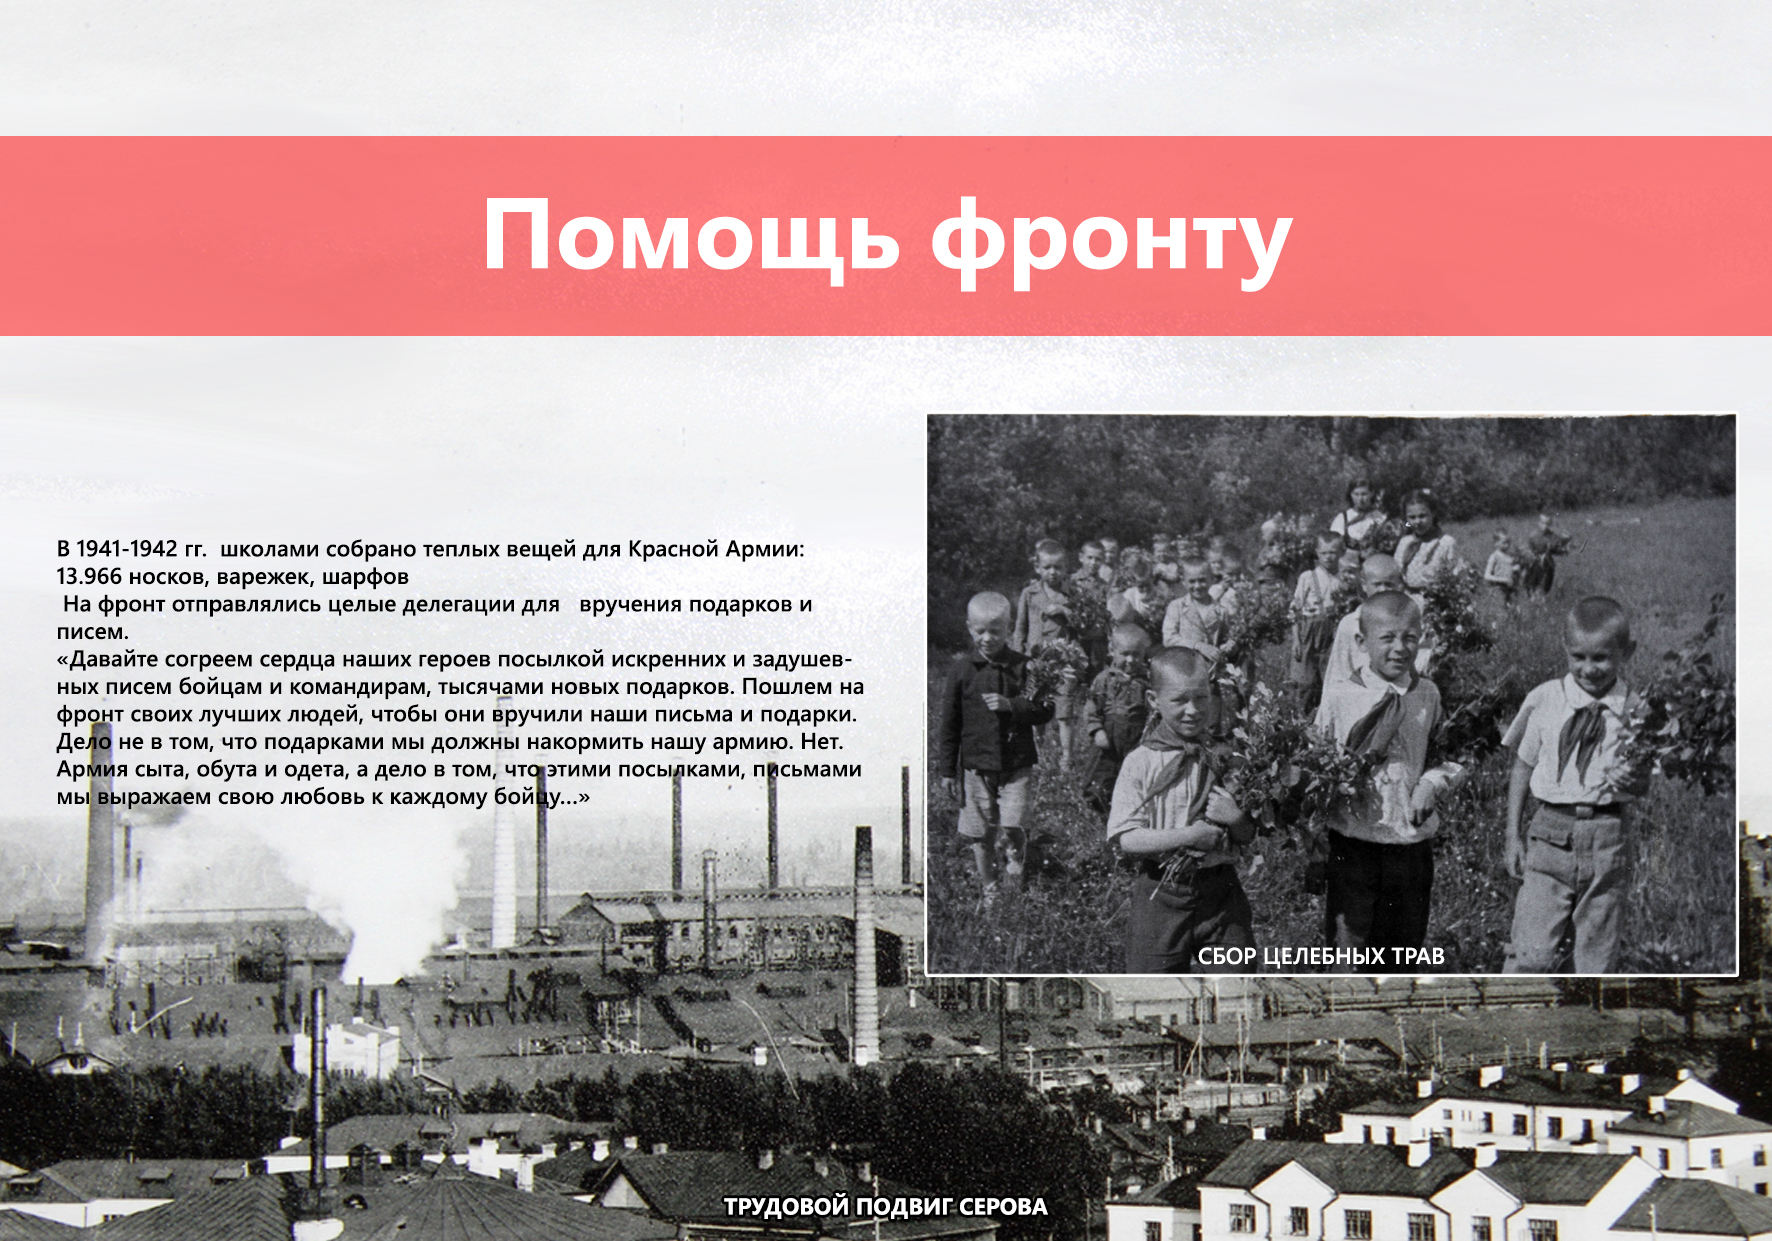 Помощь фронту
В 1941-1942 гг.  школами собрано теплых вещей для Красной Армии:
13.966 носков, варежек, шарфов
На фронт отправлялись целые делегации для   вручения подарков и
писем.
«Давайте согреем сердца наших героев посылкой искренних и задушев-
ных писем бойцам и командирам, тысячами новых подарков. Пошлем на
фронт своих лучших людей, чтобы они вручили наши письма и подарки.
Дело не в том, что подарками мы должны накормить нашу армию. Нет.
Армия сыта, обута и одета, а дело в том, что этими посылками, письмами
мы выражаем свою любовь к каждому бойцу...»
СБОР ЦЕЛЕБНЫХ ТРАВ
ТРУДОВОЙ ПОДВИГ СЕРОВА